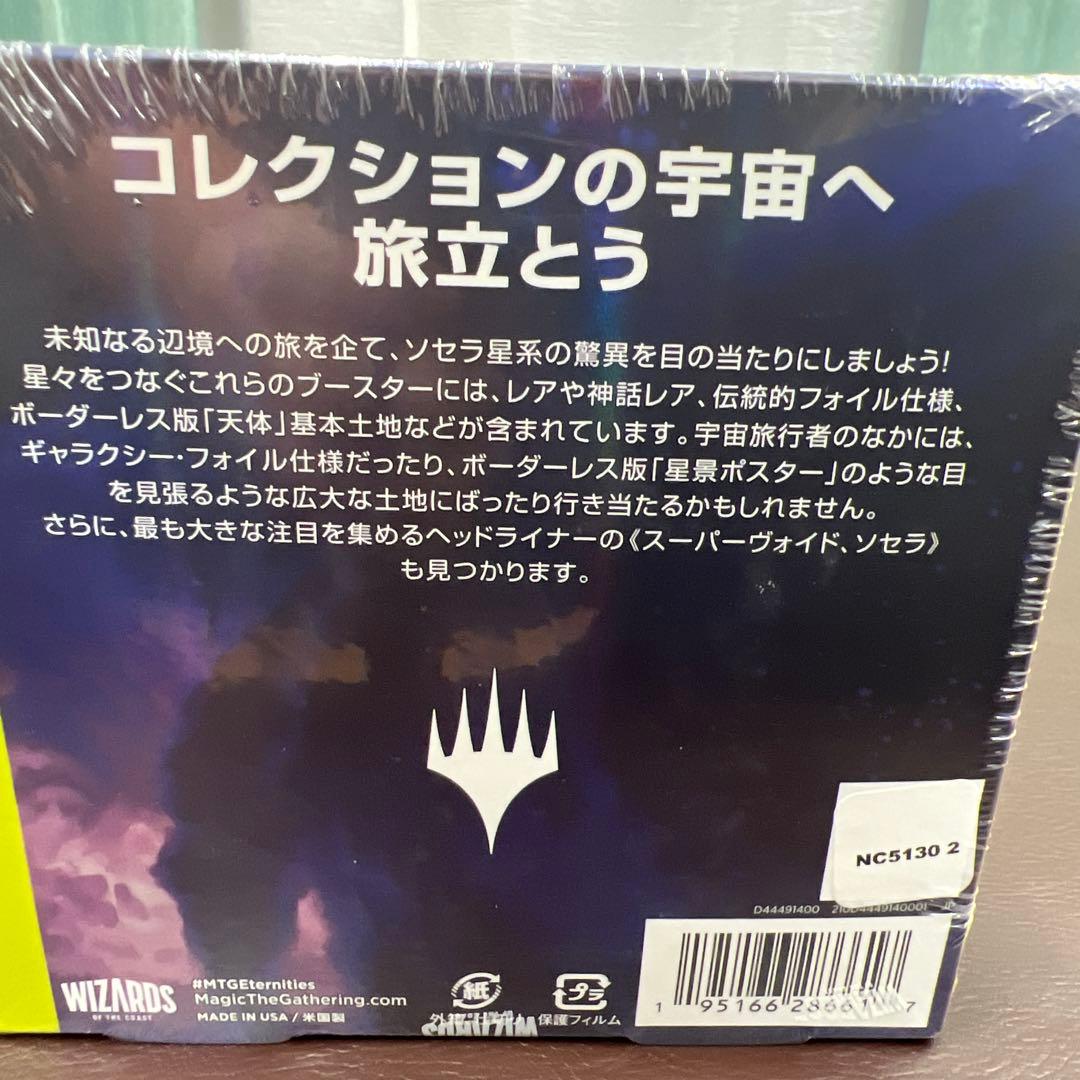 コレクションの宇宙へ
旅立とう
未知なる辺境への旅を企て、ソセラ星系の驚異を目の当たりにしましょう!
星々をつなぐこれらのブースターには、レアや神話レア、伝統的フォイル仕様、
ボーダーレス版「天体」基本土地などが含まれています。宇宙旅行者のなかには、
ギャラクシー・フォイル仕様だったり、ボーダーレス版「星景ポスター」のような目
を見張るような広大な土地にばったり行き当たるかもしれません。
さらに、最も大きな注目を集めるヘッドライナーの《スーパーヴォイド、ソセラ》
も見つかります。
NC5130 2
D44491400 210D4449140001 JP
WIZARDS
OF THE COAST
#MTGEternities
MagicTheGathering.com
MADE IN USA / 米国製
紙
プラ
保護フィルム
1 95166 7